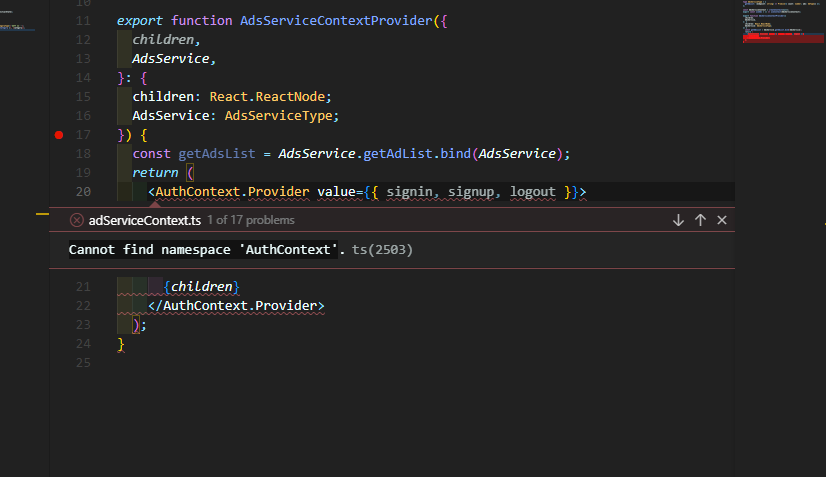 10
11 export function AdsServiceContextProvider({
12 children,
13 AdsService,
14 }: {
15 children: React.ReactNode;
16 AdsService: AdsServiceType;
17 }) {
18 const getAdsList = AdsService.getAdList.bind(AdsService);
19 return (
20 <AuthContext.Provider value={{ signin, signup, logout }}>
adServiceContext.ts 1 of 17 problems
Cannot find namespace 'AuthContext'. ts(2503)
21 {children}
22 </AuthContext.Provider>
23 );
24 }
25